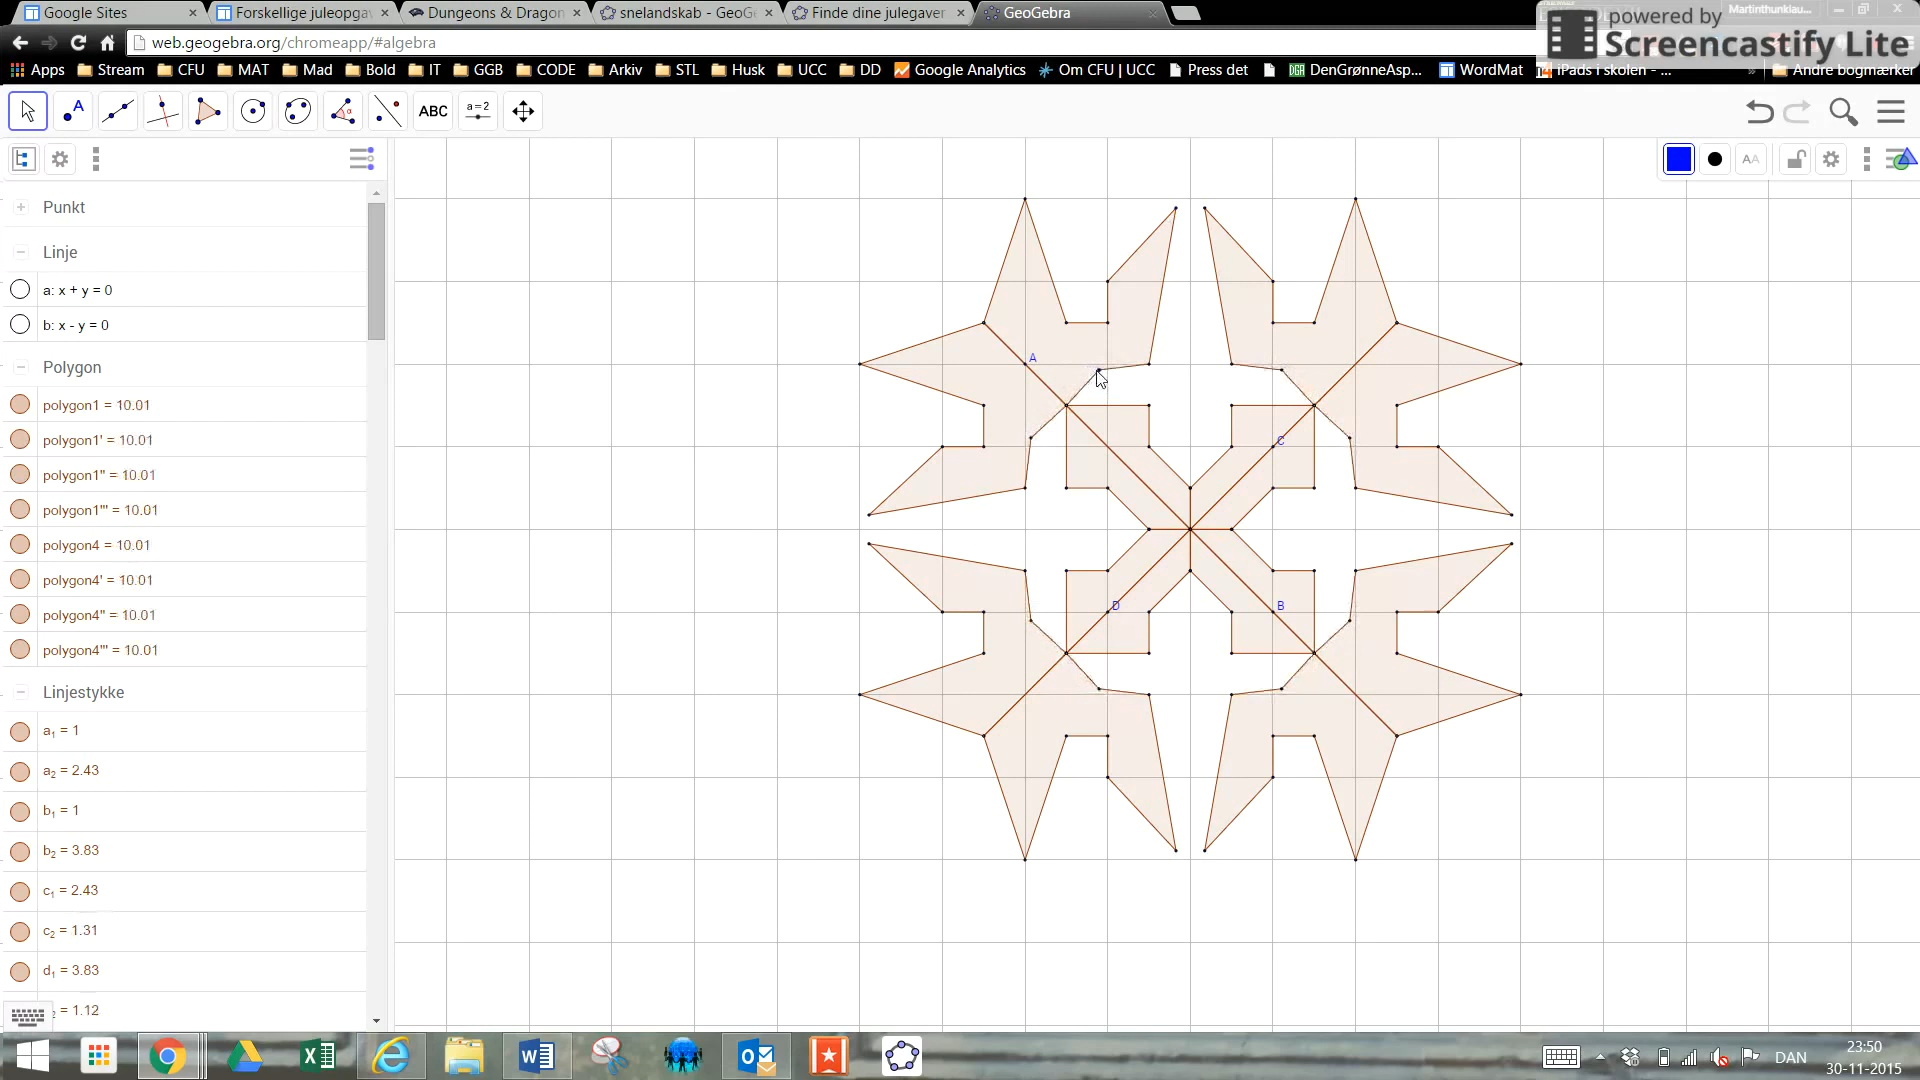 Google Sites
Forskellige juleopga
Dungeons & Dragon
snelandskab - GeoGe
Finde dine julegaver
GeoGebra
Martinthunklau...
powered by
Screencastify Lite
web.geogebra.org/chromeapp/#algebra
Apps Stream CFU MAT Mad Bold IT GGB CODE Arkiv STL Husk UCC DD Google Analytics Om CFU | UCC Press det DenGrønneAsp... WordMat iPads i skolen - ... » Andre bogmærker
ABC
a=2
AA
Punkt
Linje
a: x + y = 0
b: x - y = 0
Polygon
polygon1 = 10.01
polygon1' = 10.01
polygon1'' = 10.01
polygon1''' = 10.01
polygon4 = 10.01
polygon4' = 10.01
polygon4'' = 10.01
polygon4''' = 10.01
Linjestykke
a₁ = 1
a₂ = 2.43
b₁ = 1
b₂ = 3.83
c₁ = 2.43
c₂ = 1.31
d₁ = 3.83
₂ = 1.12
A
C
D
B
DAN
23:50
30-11-2015